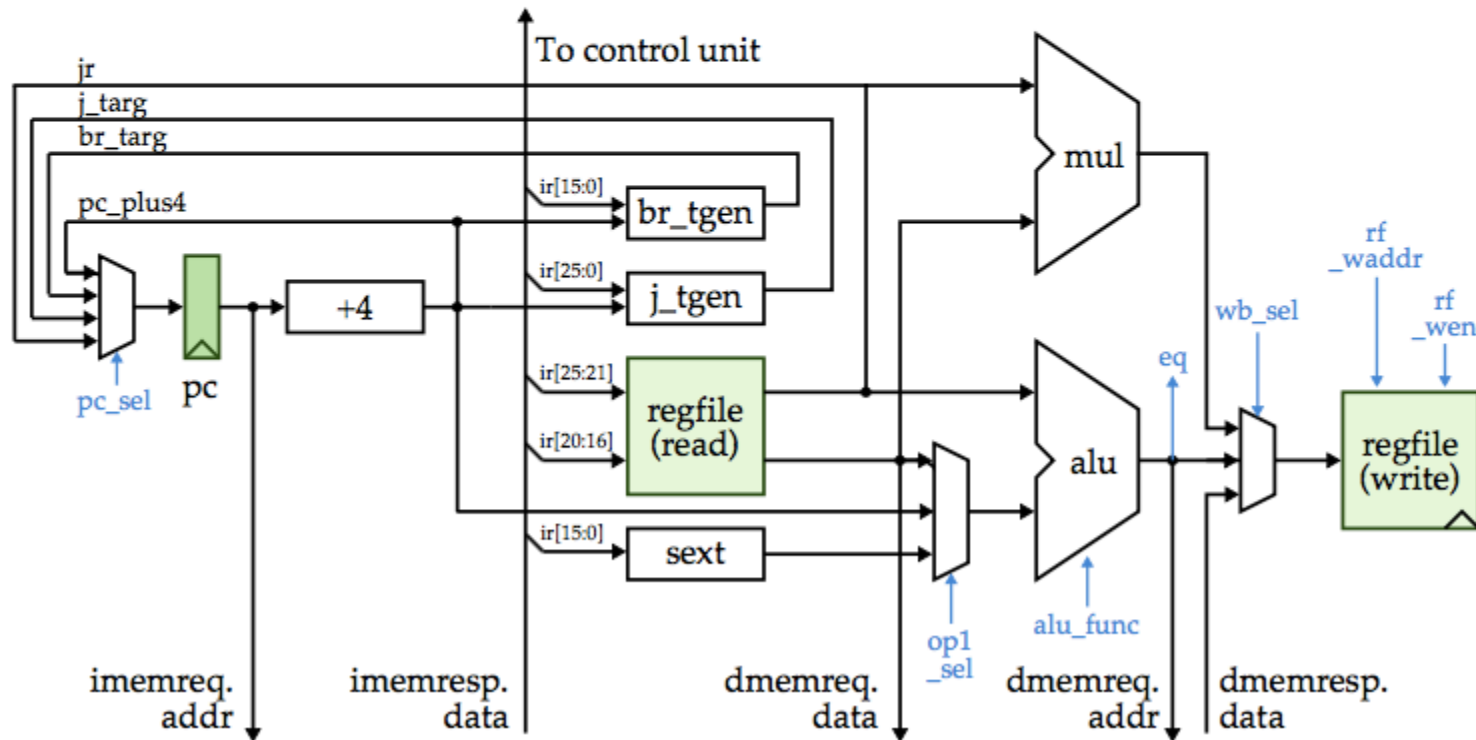 To control unit
jr
j_targ
br_targ
pc_plus4
ir[15:0]
br_tgen
mul
ir[25:0]
j_tgen
+4
pc_sel
pc
ir[25:21]
ir[20:16]
regfile
(read)
ir[15:0]
sext
op1
_sel
alu
alu_func
eq
wb_sel
rf
_waddr
rf
_wen
regfile
(write)
imemreq.
addr
imemresp.
data
dmemreq.
data
dmemreq.
addr
dmemresp.
data